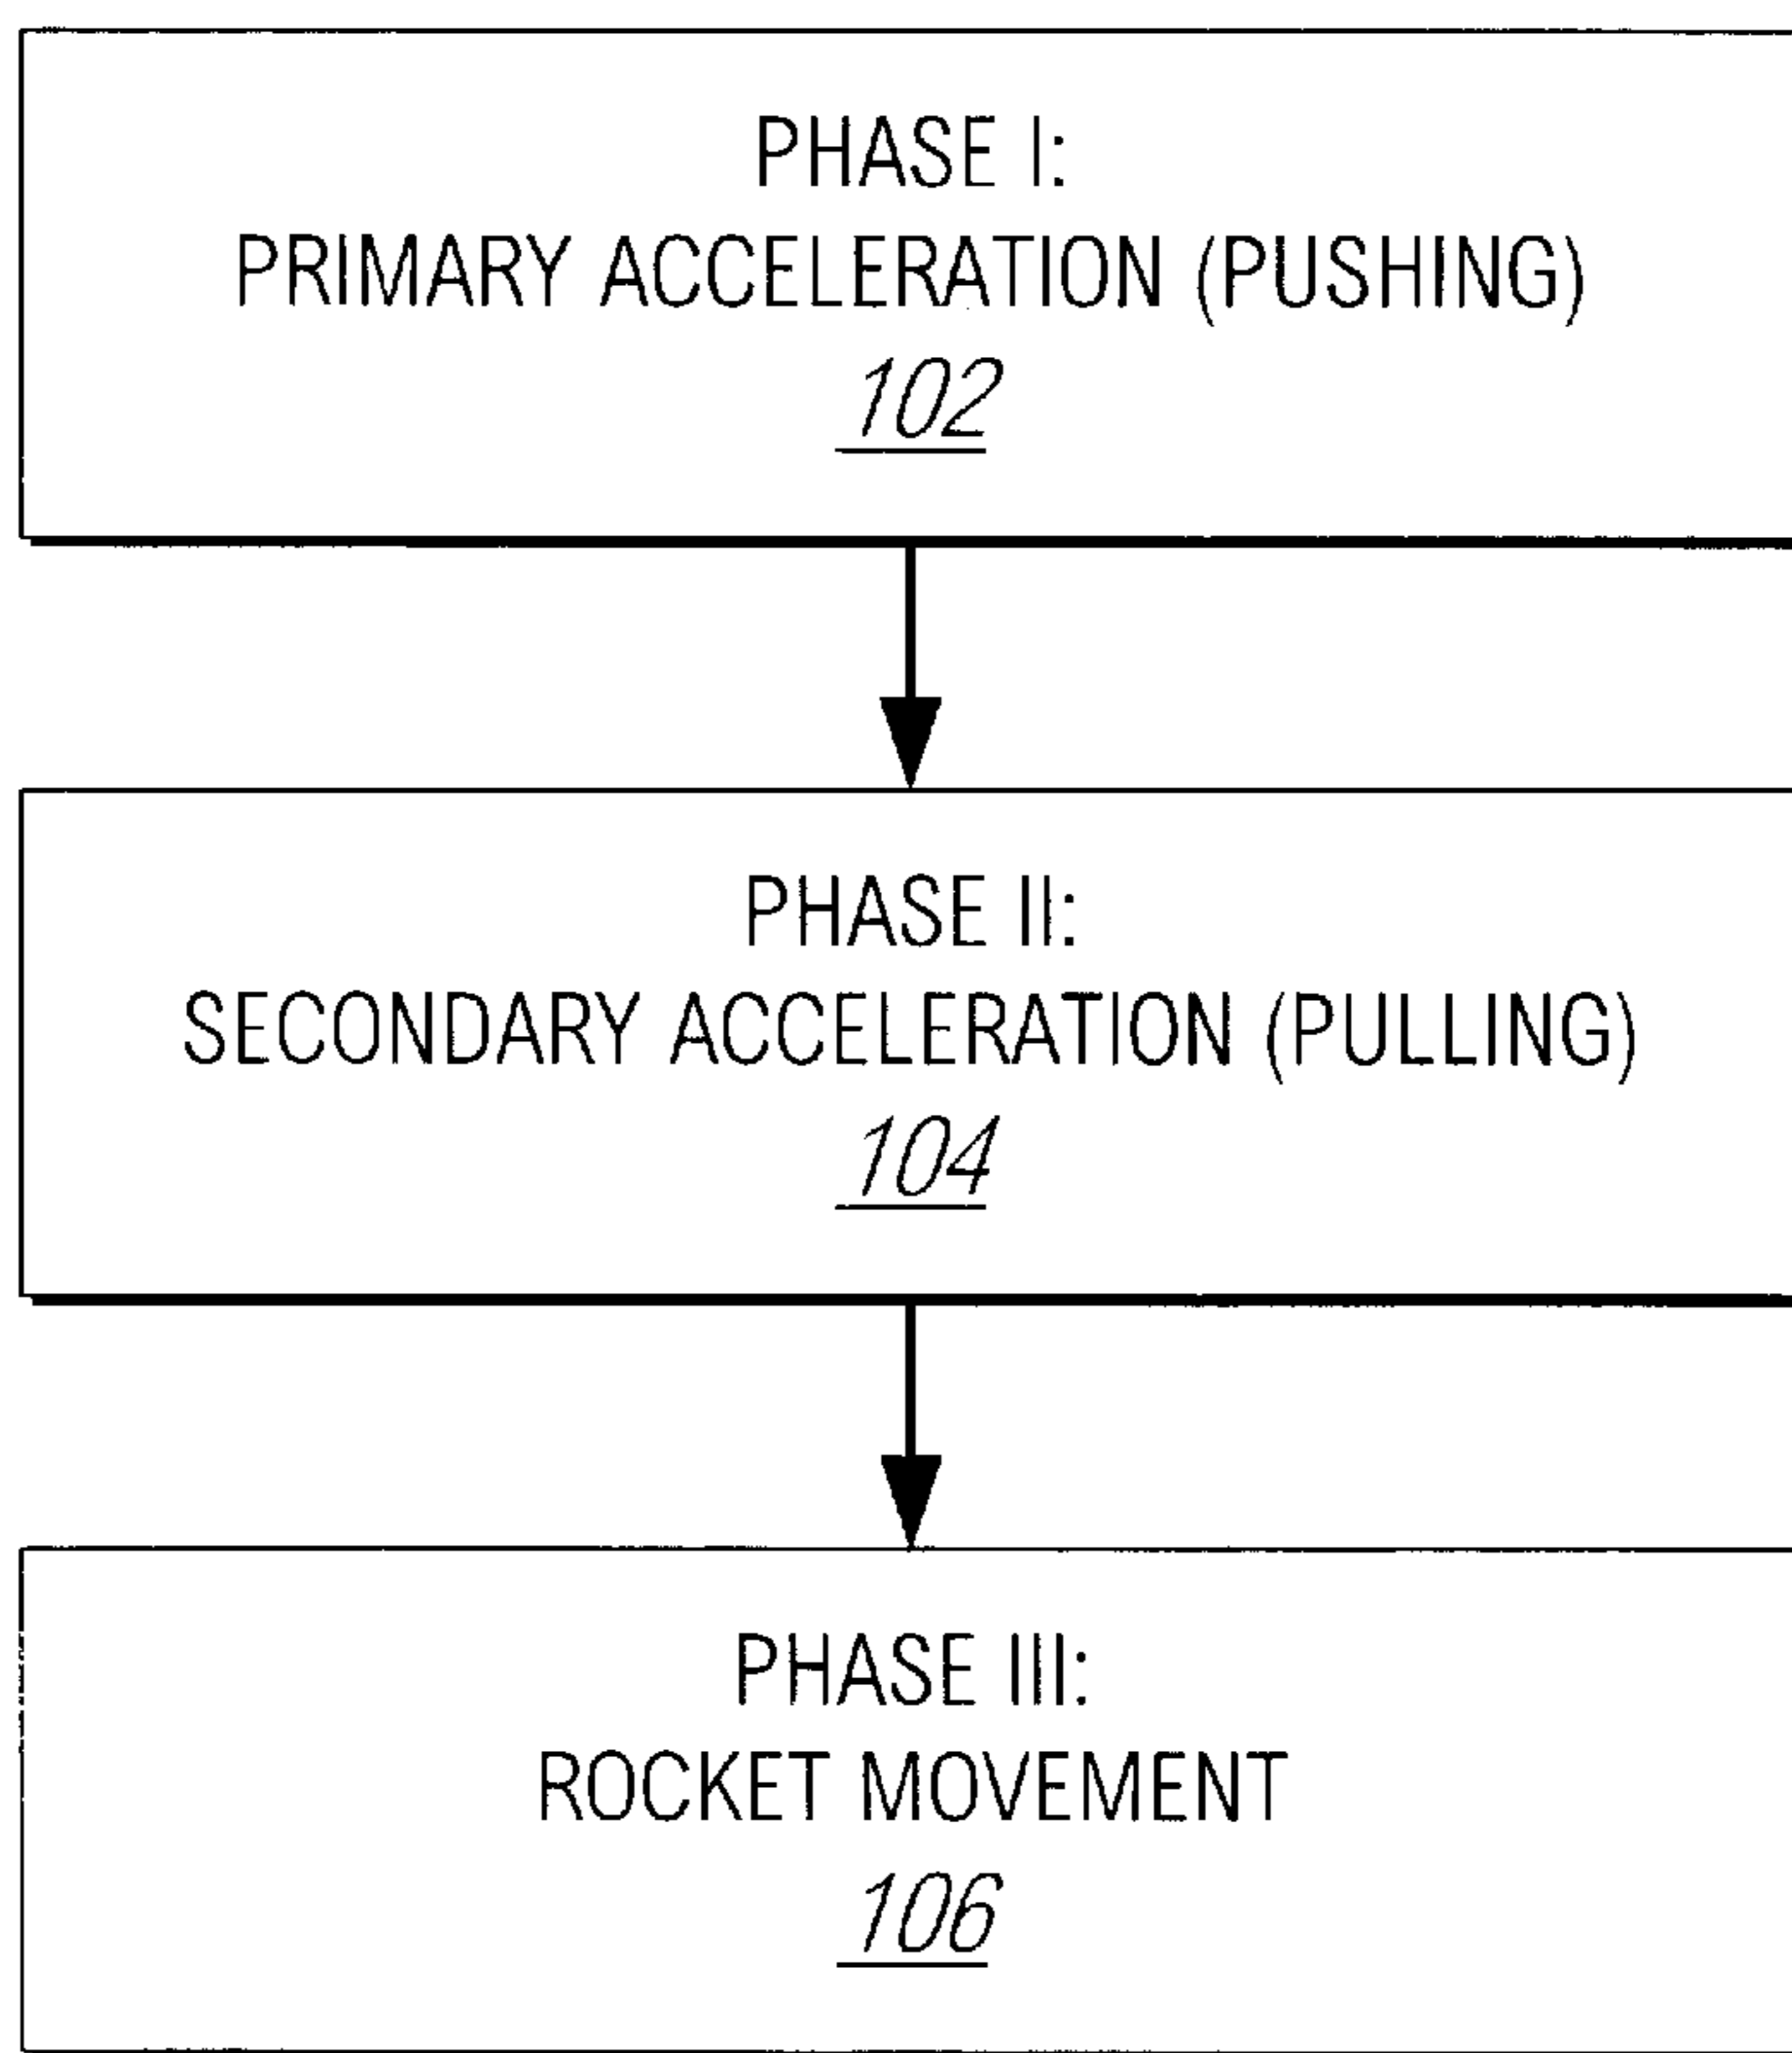 PHASE I:
PRIMARY ACCELERATION (PUSHING)
102
PHASE II:
SECONDARY ACCELERATION (PULLING)
104
PHASE III:
ROCKET MOVEMENT
106